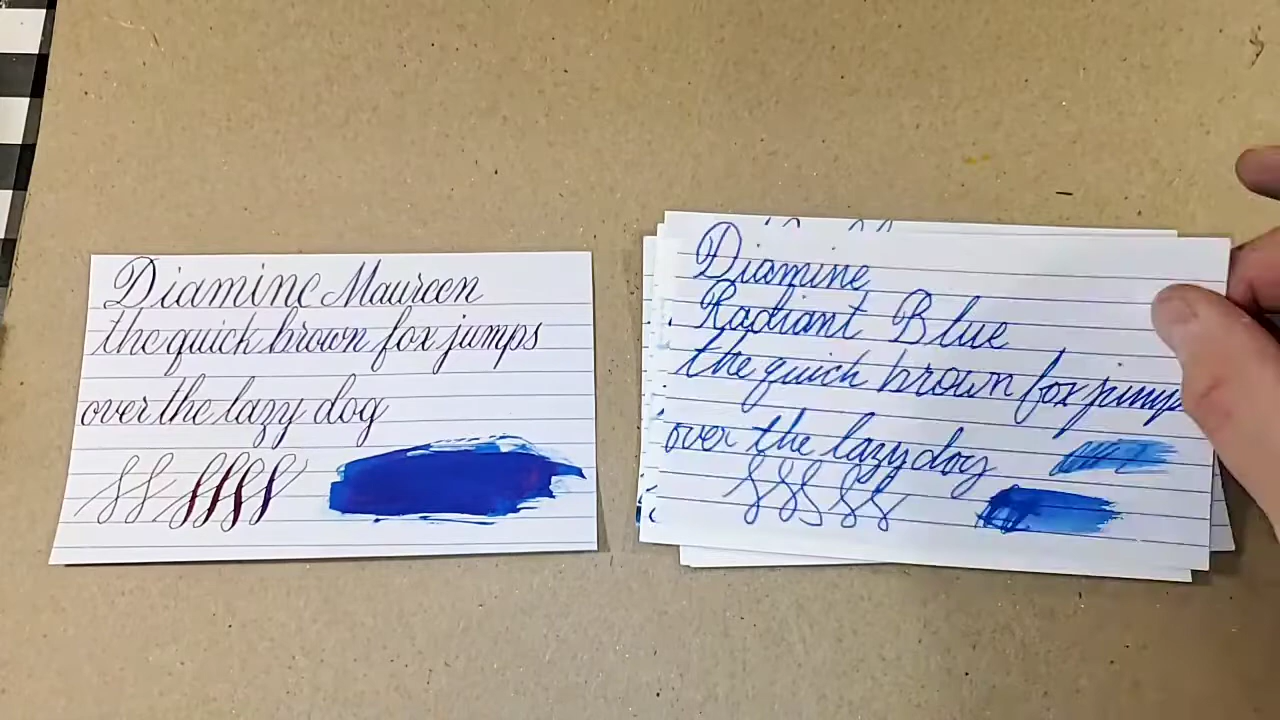 Diamine Maureen
the quick brown fox jumps
over the lazy dog
Diamine
Radiant Blue
the quick brown fox jumps
over the lazy dog